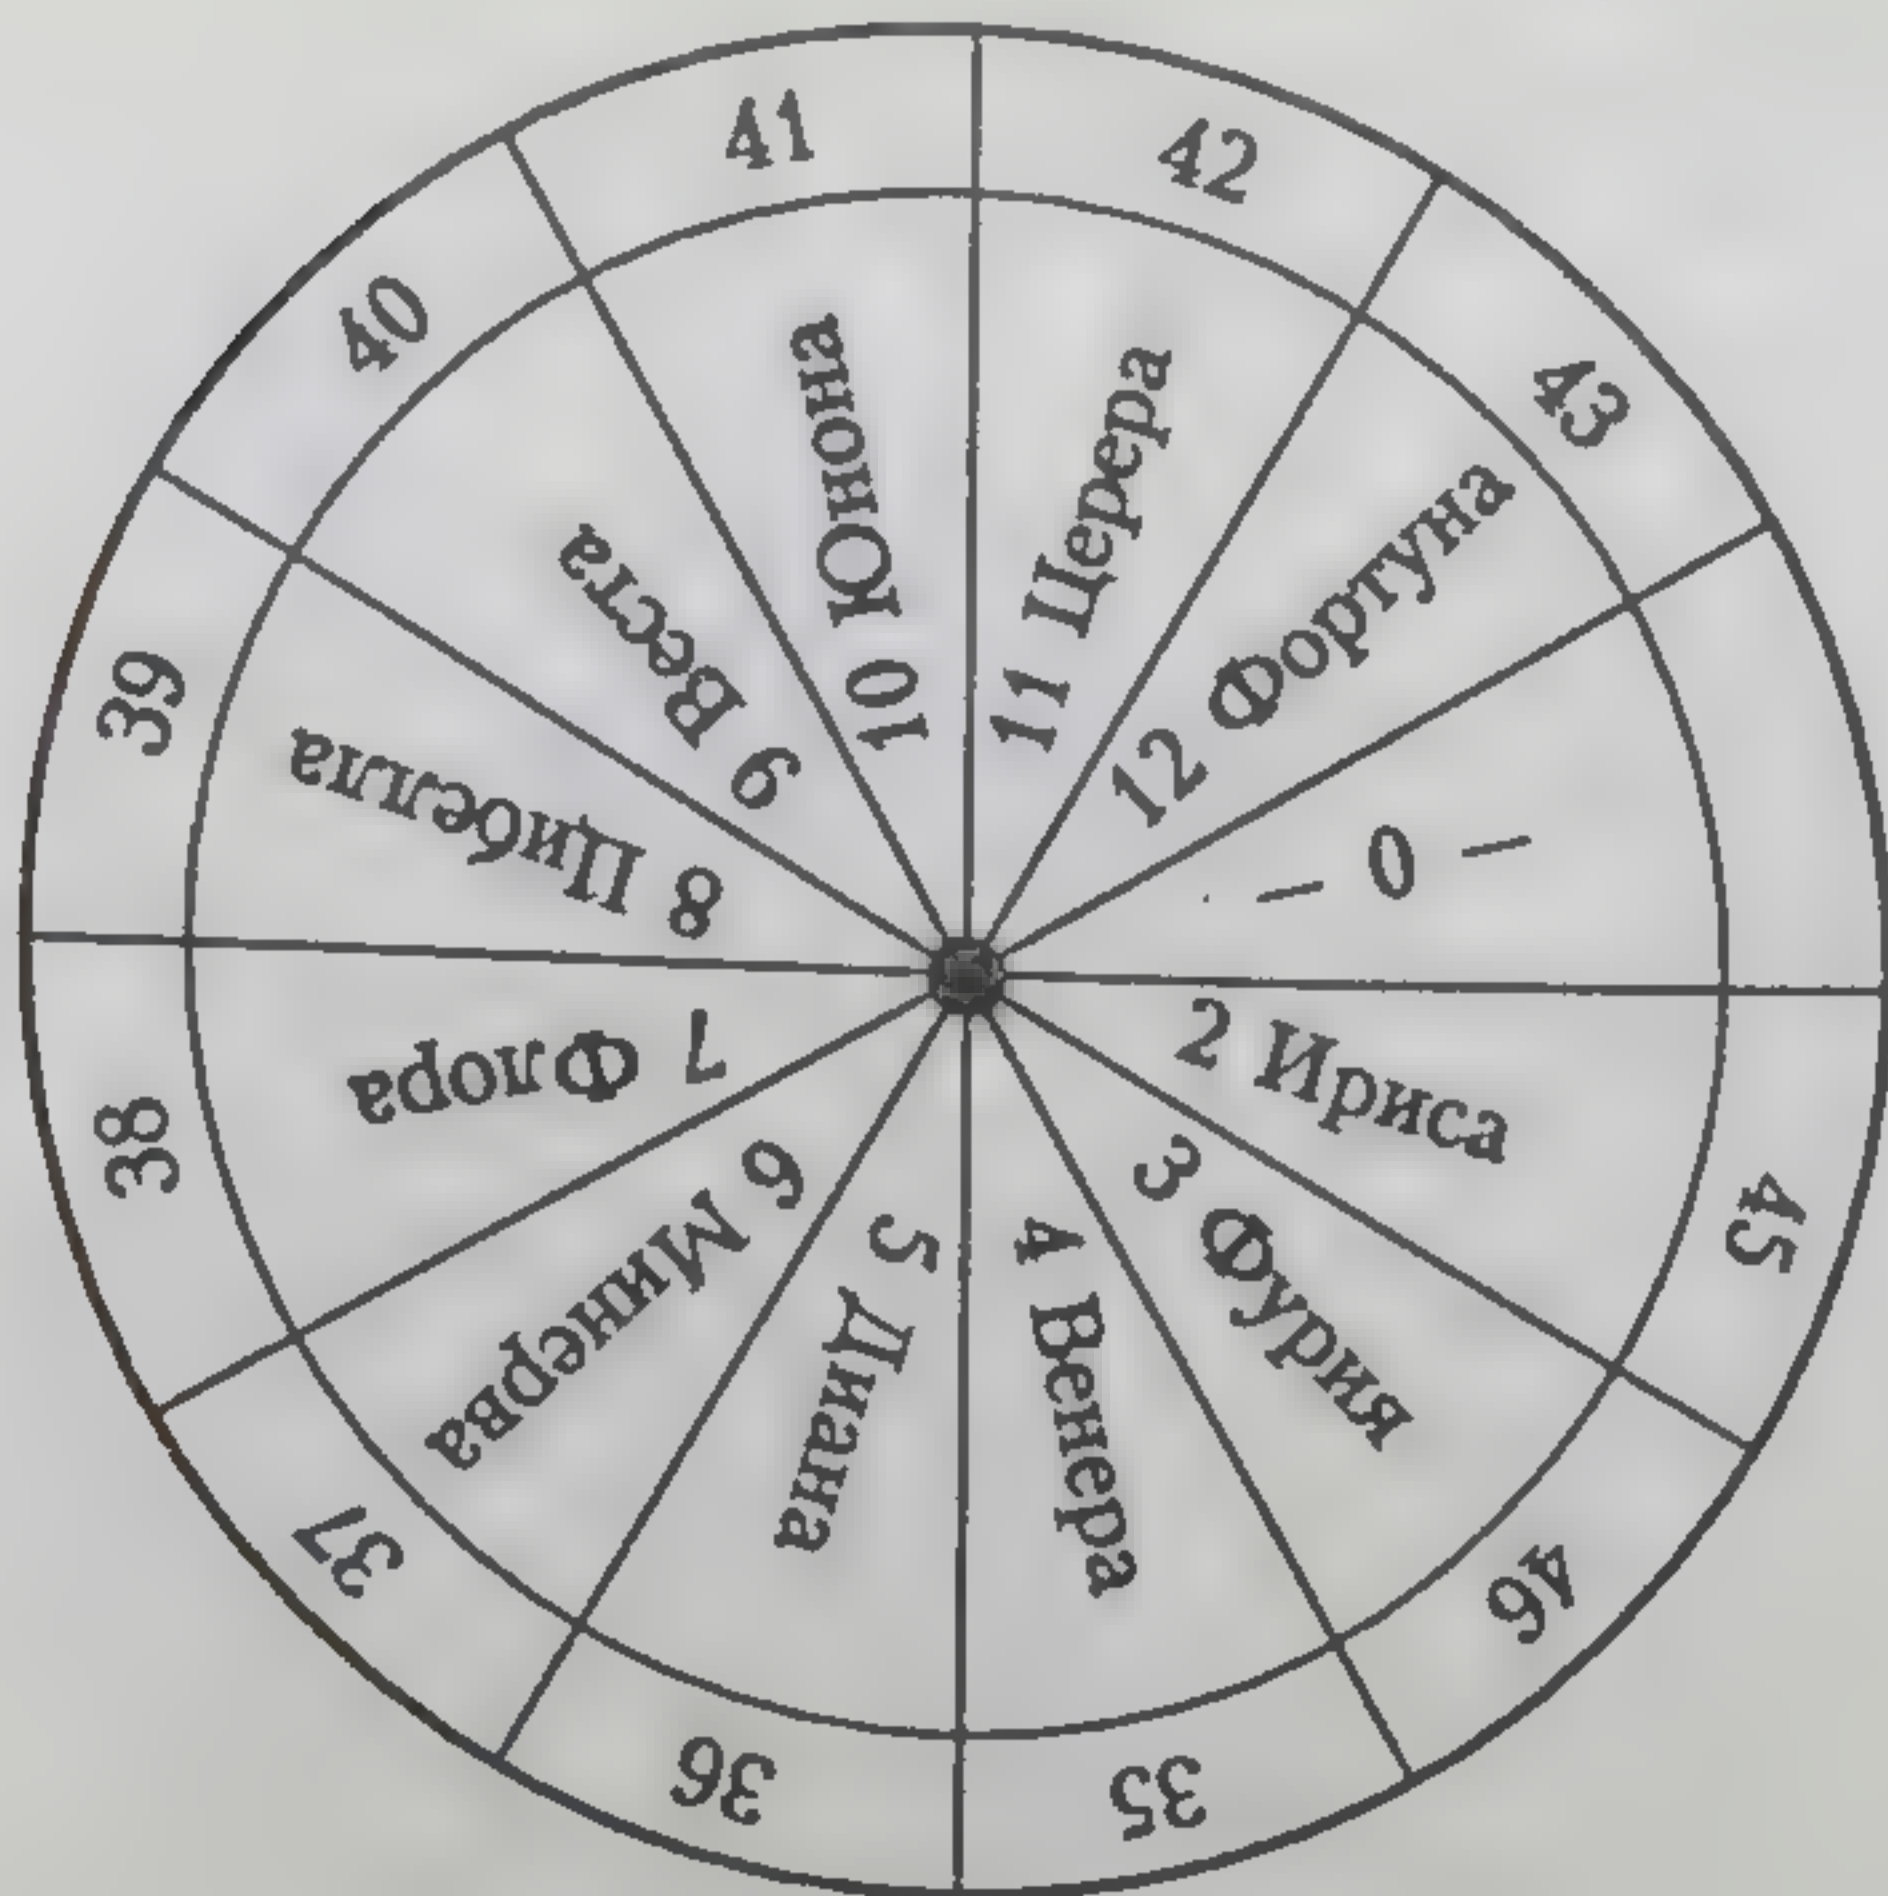 41
42
43
45
46
35
36
37
38
39
40
10 Юнона
11 Церера
12 Фортуна
— 0 —
2 Ириса
3 Фурия
4 Венера
5 Диана
6 Минерва
7 Флора
8 Цибелла
9 Веста